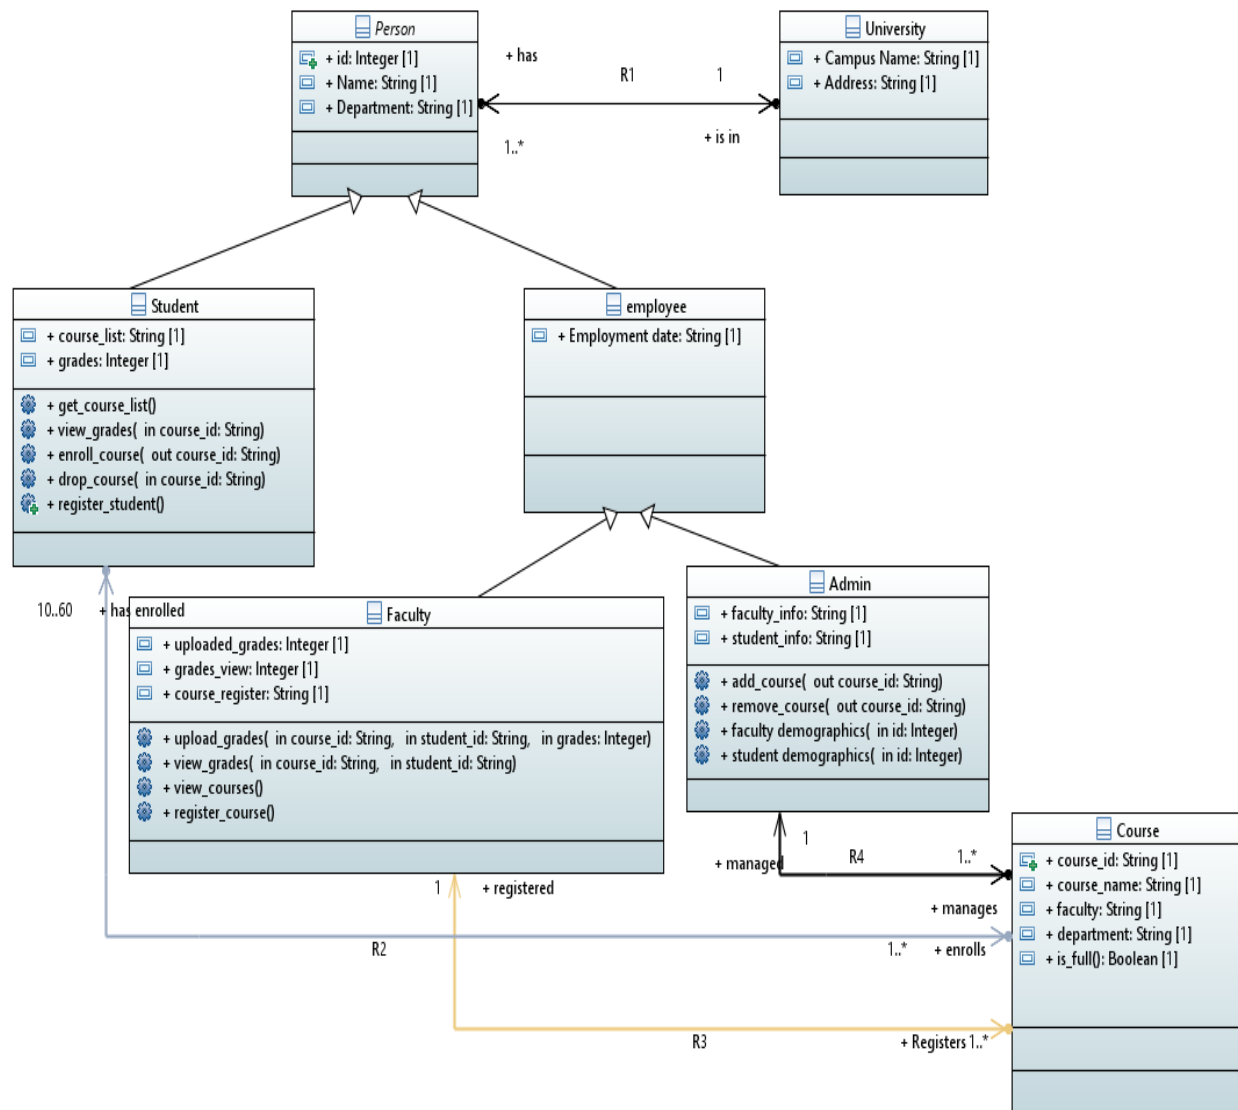 Person
+ id: Integer [1]
+ Name: String [1]
+ Department: String [1]
+ has
R1
1
1..*
+ is in
University
+ Campus Name: String [1]
+ Address: String [1]
Student
+ course_list: String [1]
+ grades: Integer [1]
+ get_course_list()
+ view_grades( in course_id: String)
+ enroll_course( out course_id: String)
+ drop_course( in course_id: String)
+ register_student()
employee
+ Employment date: String [1]
10..60
+ has enrolled
Faculty
+ uploaded_grades: Integer [1]
+ grades_view: Integer [1]
+ course_register: String [1]
+ upload_grades( in course_id: String, in student_id: String, in grades: Integer)
+ view_grades( in course_id: String, in student_id: String)
+ view_courses()
+ register_course()
Admin
+ faculty_info: String [1]
+ student_info: String [1]
+ add_course( out course_id: String)
+ remove_course( out course_id: String)
+ faculty demographics( in id: Integer)
+ student demographics( in id: Integer)
1
+ managed
R4
1..*
+ manages
Course
+ course_id: String [1]
+ course_name: String [1]
+ faculty: String [1]
+ department: String [1]
+ is_full(): Boolean [1]
1
+ registered
R2
1..*
+ enrolls
R3
+ Registers 1..*